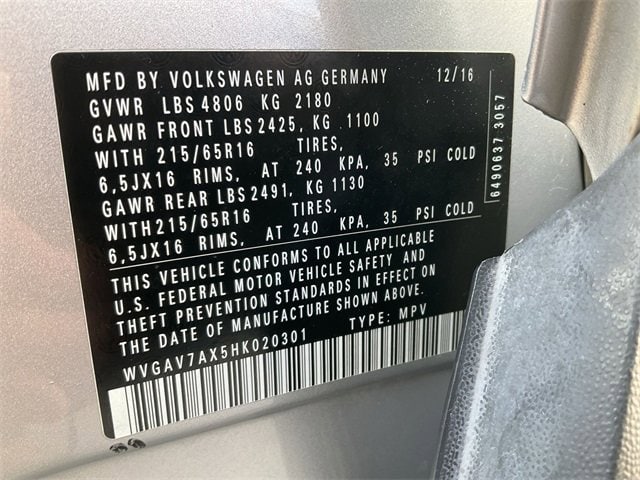 MFD BY VOLKSWAGEN AG GERMANY 12/16
GVWR LBS 4806 KG 2180
GAWR FRONT LBS 2425, KG 1100
WITH 215/65R16 TIRES,
6,5JX16 RIMS, AT 240 KPA, 35 PSI COLD
GAWR REAR LBS 2491, KG 1130
WITH 215/65R16 TIRES,
6,5JX16 RIMS, AT 240 KPA, 35 PSI COLD
THIS VEHICLE CONFORMS TO ALL APPLICABLE
U.S. FEDERAL MOTOR VEHICLE SAFETY AND
THEFT PREVENTION STANDARDS IN EFFECT ON
THE DATE OF MANUFACTURE SHOWN ABOVE.
WVGAV7AX5HK020301 TYPE: MPV
6490637 3057